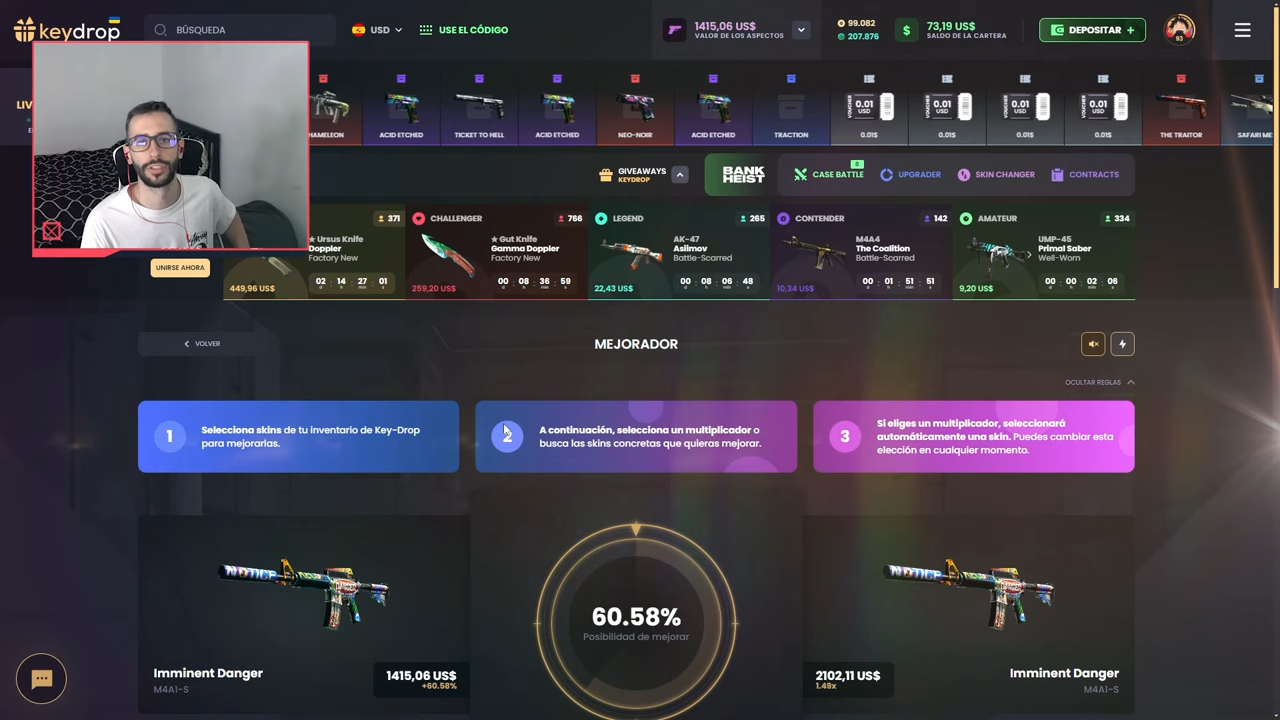 keydrop
BÚSQUEDA
USD
USE EL CÓDIGO
1415,06 US$
VALOR DE LOS ASPECTOS
99.082
207.876
$
73,19 US$
SALDO DE LA CARTERA
DEPOSITAR +
93
LIV
HAMELEON
ACID ETCHED
TICKET TO HELL
ACID ETCHED
NEO-NOIR
ACID ETCHED
TRACTION
VOUCHER 0.01
0.01$
VOUCHER 0.01
0.01$
VOUCHER 0.01
0.01$
VOUCHER 0.01
0.01$
THE TRAITOR
SAFARI ME
GIVEAWAYS
KEYDROP
BANK
HEIST
CASE BATTLE
8
UPGRADER
SKIN CHANGER
CONTRACTS
UNIRSE AHORA
371
★ Ursus Knife
Doppler
Factory New
449,96 US$
02 14 27 01
CHALLENGER
766
★ Gut Knife
Gamma Doppler
Factory New
259,20 US$
00 08 36 59
LEGEND
265
AK-47
Asiimov
Battle-Scarred
22,43 US$
00 08 06 48
CONTENDER
142
M4A4
The Coalition
Battle-Scarred
10,34 US$
00 01 51 51
AMATEUR
334
UMP-45
Primal Saber
Well-Worn
9,20 US$
00 00 02 06
VOLVER
MEJORADOR
OCULTAR REGLAS
1
Selecciona skins de tu inventario de Key-Drop
para mejorarlas.
2
A continuación, selecciona un multiplicador o
busca las skins concretas que quieras mejorar.
3
Si eliges un multiplicador, seleccionará
automáticamente una skin. Puedes cambiar esta
elección en cualquier momento.
Imminent Danger
M4A1-S
1415,06 US$
+60.58%
60.58%
Posibilidad de mejorar
2102,11 US$
1.49x
Imminent Danger
M4A1-S